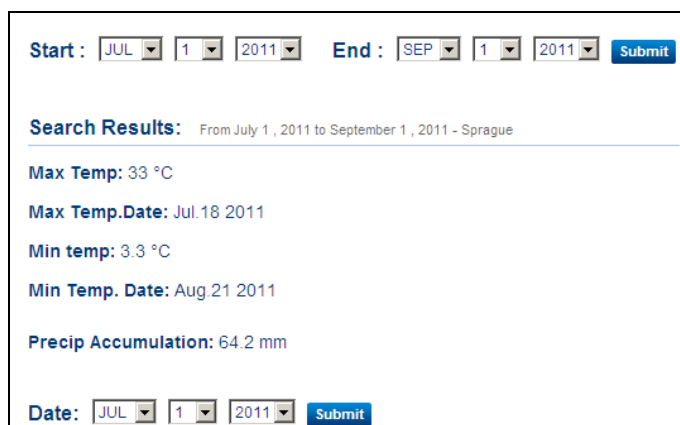 Start : JUL 1 2011 End : SEP 1 2011 Submit
Search Results: From July 1 , 2011 to September 1 , 2011 - Sprague
Max Temp: 33 °C
Max Temp.Date: Jul.18 2011
Min temp: 3.3 °C
Min Temp. Date: Aug.21 2011
Precip Accumulation: 64.2 mm
Date: JUL 1 2011 Submit